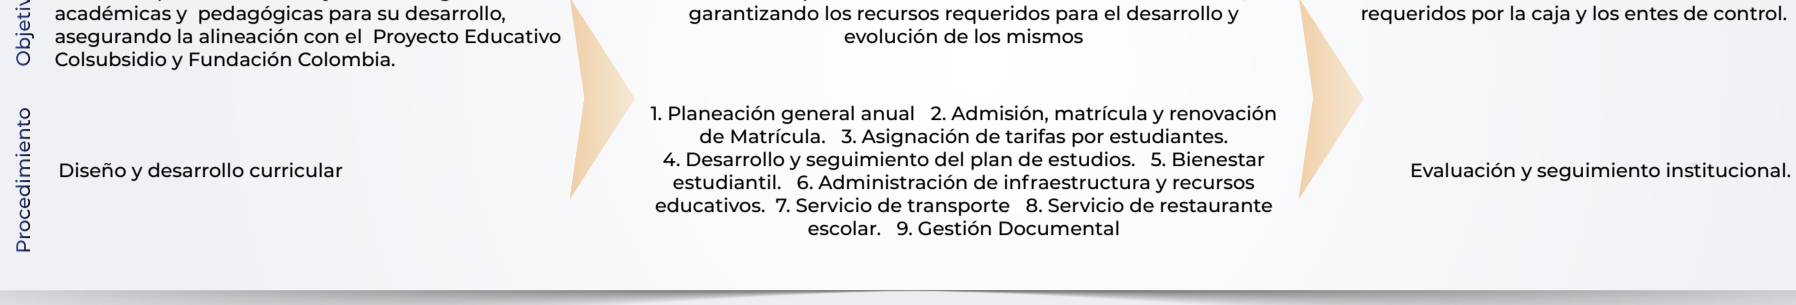 Objetiv
académicas y pedagógicas para su desarrollo,
asegurando la alineación con el Proyecto Educativo
Colsubsidio y Fundación Colombia.
garantizando los recursos requeridos para el desarrollo y
evolución de los mismos
requeridos por la caja y los entes de control.
Procedimiento
Diseño y desarrollo curricular
1. Planeación general anual 2. Admisión, matrícula y renovación
de Matrícula. 3. Asignación de tarifas por estudiantes.
4. Desarrollo y seguimiento del plan de estudios. 5. Bienestar
estudiantil. 6. Administración de infraestructura y recursos
educativos. 7. Servicio de transporte 8. Servicio de restaurante
escolar. 9. Gestión Documental
Evaluación y seguimiento institucional.